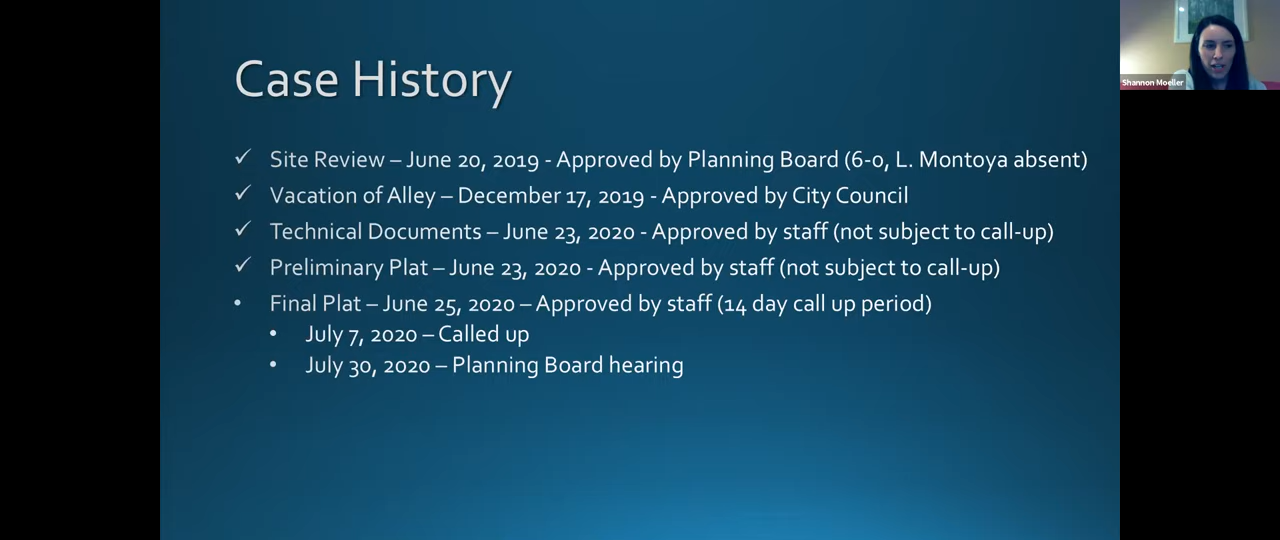 Case History
✓ Site Review – June 20, 2019 - Approved by Planning Board (6-0, L. Montoya absent)
✓ Vacation of Alley – December 17, 2019 - Approved by City Council
✓ Technical Documents – June 23, 2020 - Approved by staff (not subject to call-up)
✓ Preliminary Plat – June 23, 2020 - Approved by staff (not subject to call-up)
• Final Plat – June 25, 2020 – Approved by staff (14 day call up period)
• July 7, 2020 – Called up
• July 30, 2020 – Planning Board hearing
Shannon Moeller